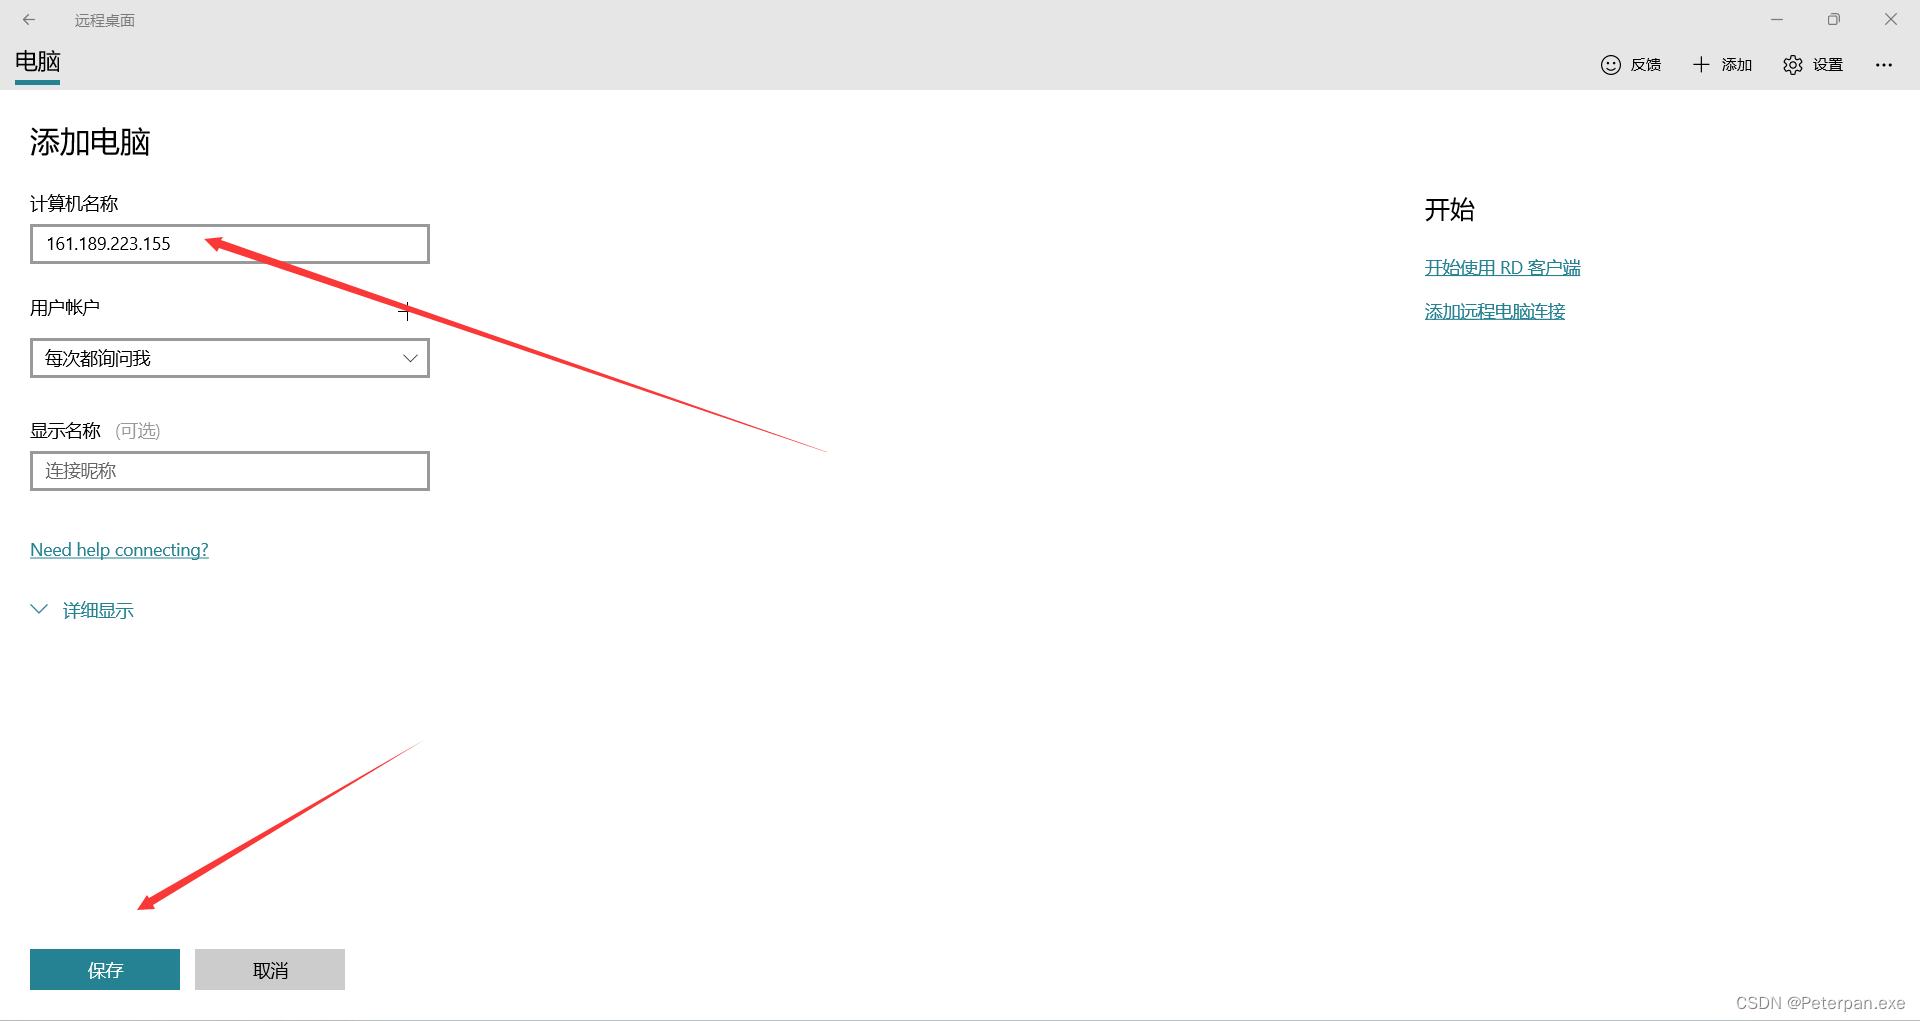 远程桌面
电脑
反馈
添加
设置
添加电脑
计算机名称
161.189.223.155
用户帐户
每次都询问我
显示名称 (可选)
连接昵称
Need help connecting?
详细显示
保存
取消
开始
开始使用 RD 客户端
添加远程电脑连接
CSDN @Peterpan.exe